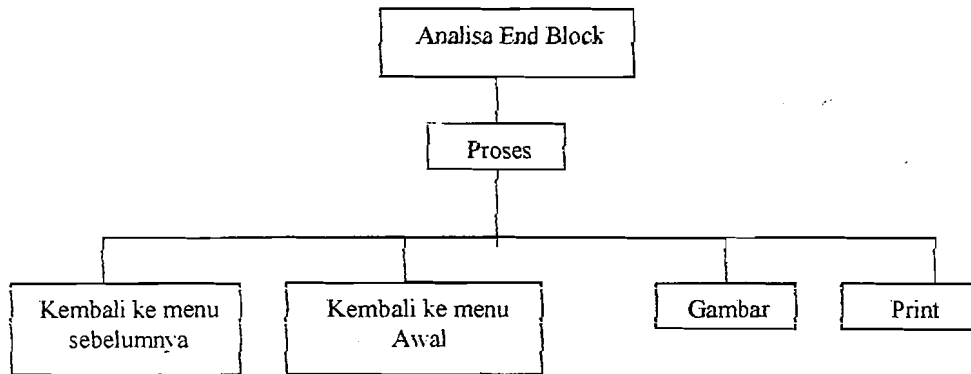 Analisa End Block
Proses
Kembali ke menu
sebelumnya
Kembali ke menu
Awal
Gambar
Print